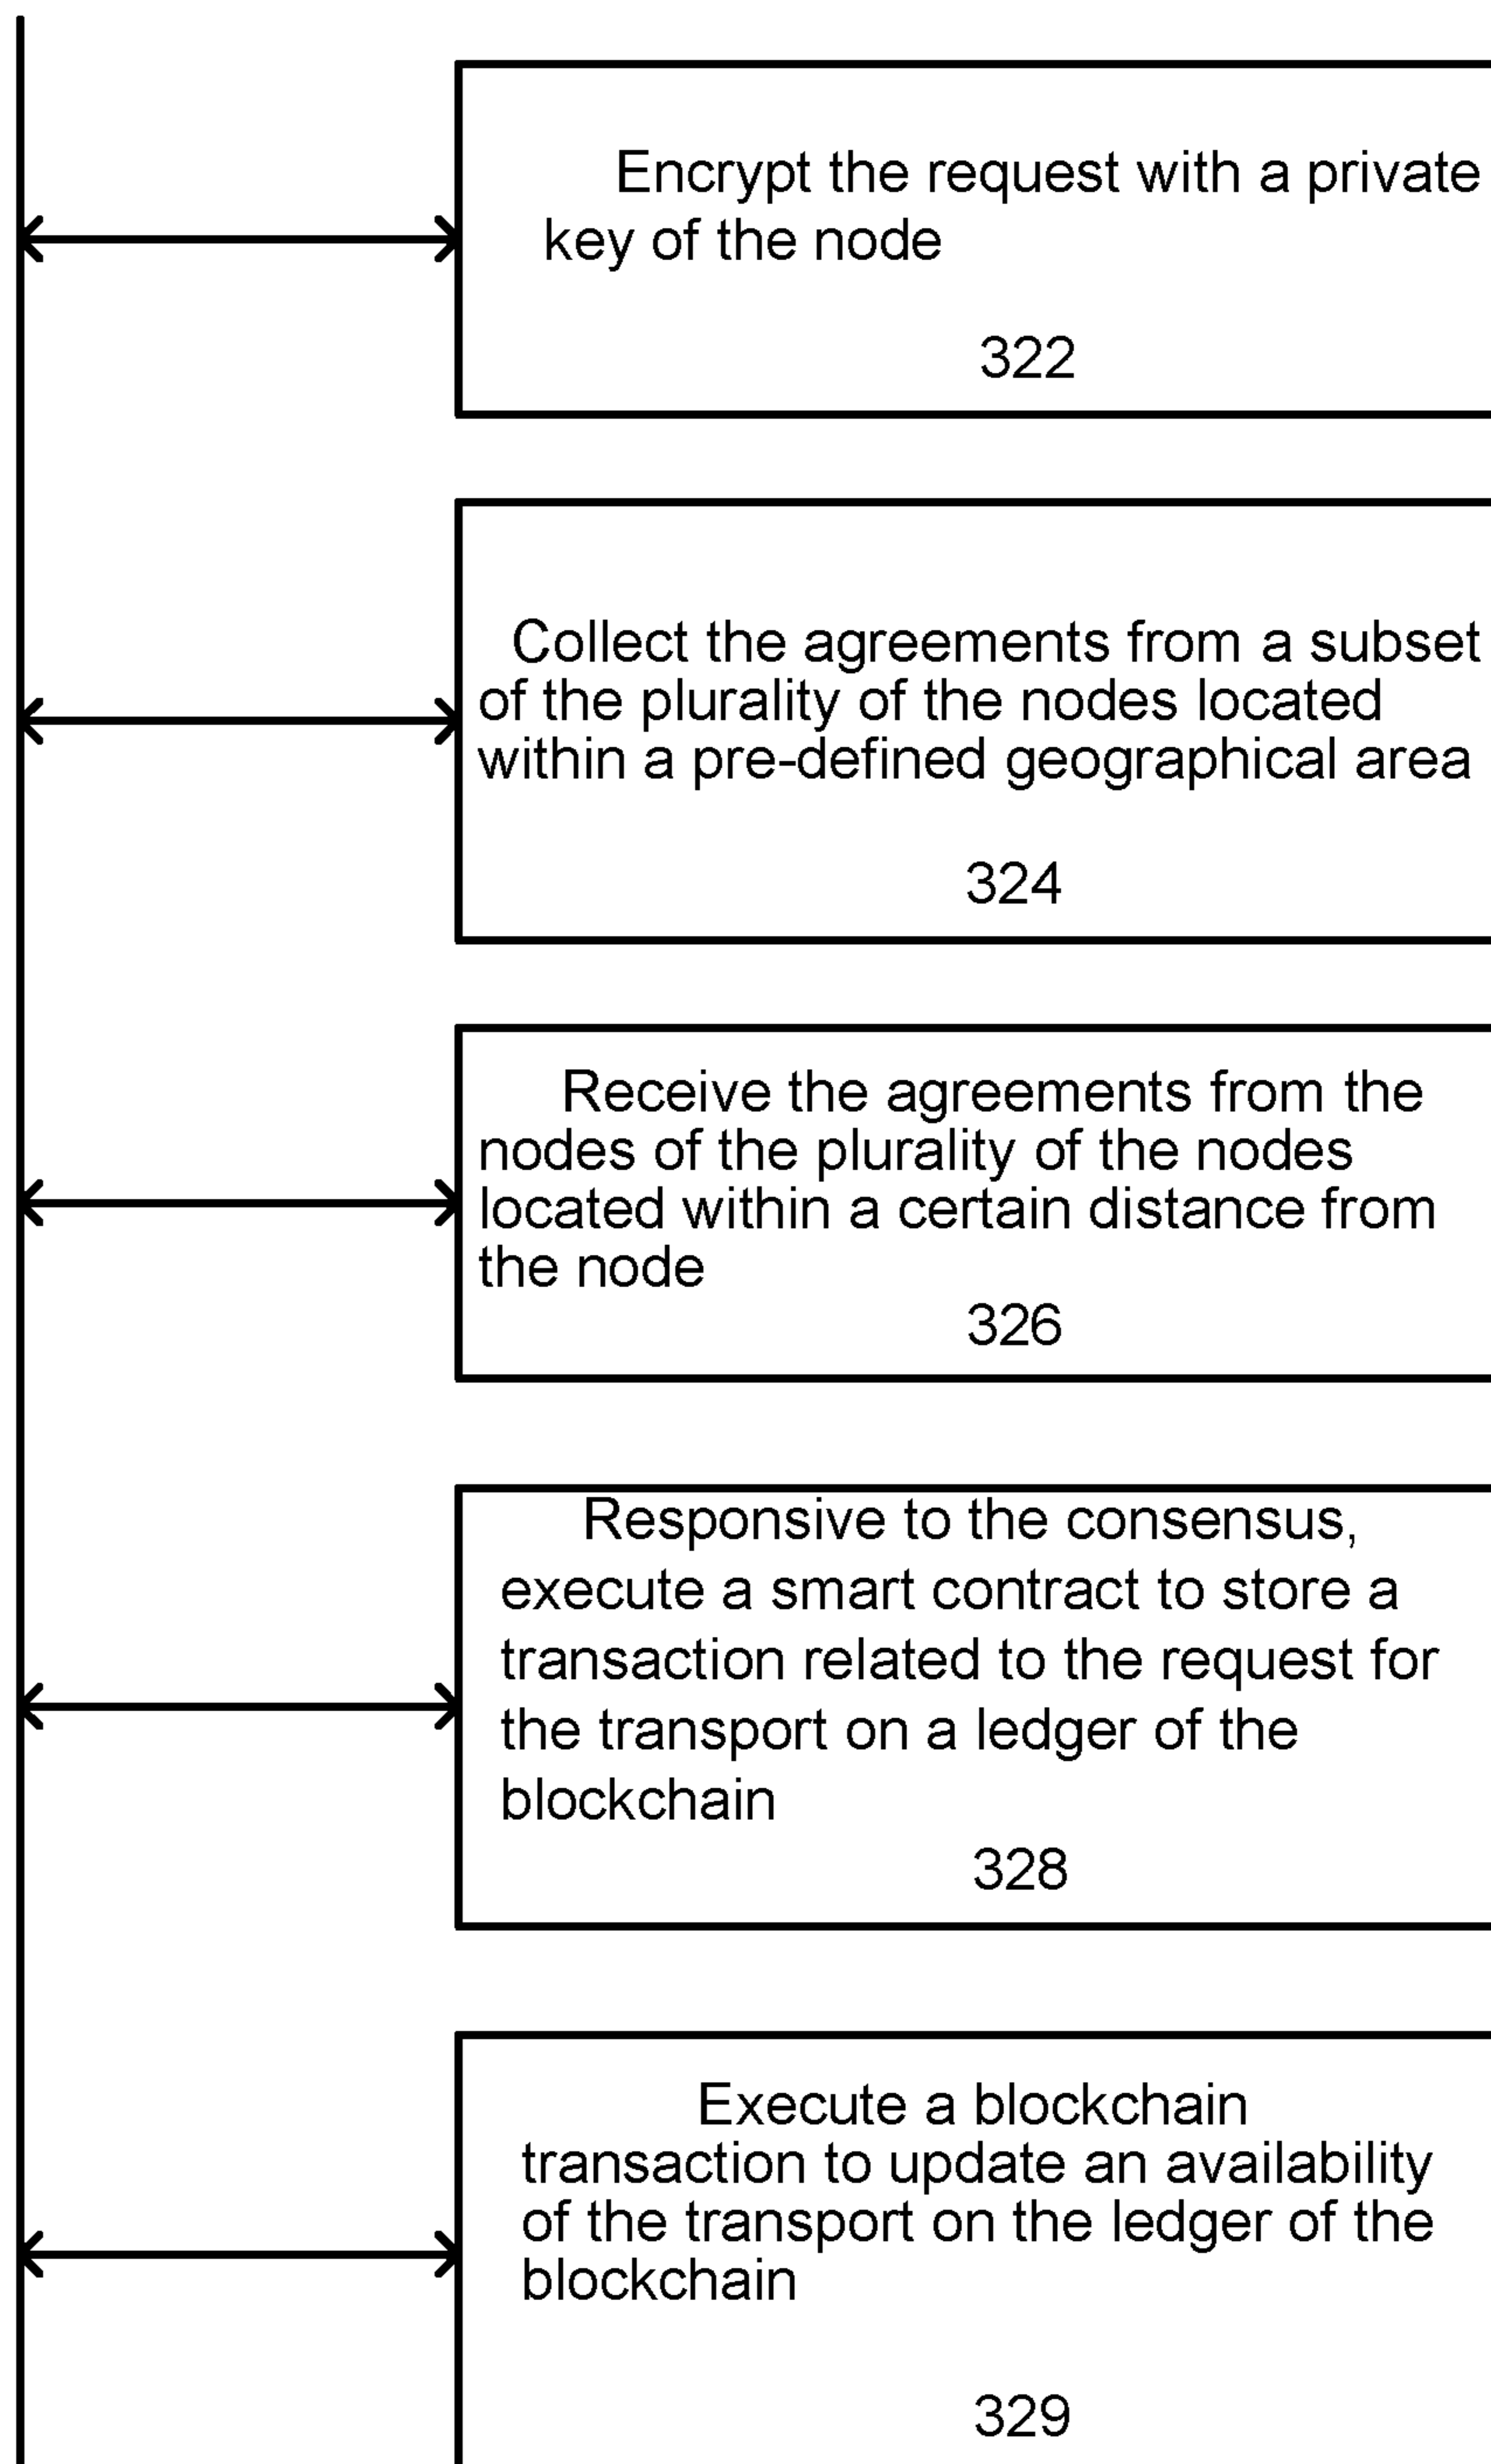 Encrypt the request with a private
key of the node
322
Collect the agreements from a subset
of the plurality of the nodes located
within a pre-defined geographical area
324
Receive the agreements from the
nodes of the plurality of the nodes
located within a certain distance from
the node
326
Responsive to the consensus,
execute a smart contract to store a
transaction related to the request for
the transport on a ledger of the
blockchain
328
Execute a blockchain
transaction to update an availability
of the transport on the ledger of the
blockchain
329